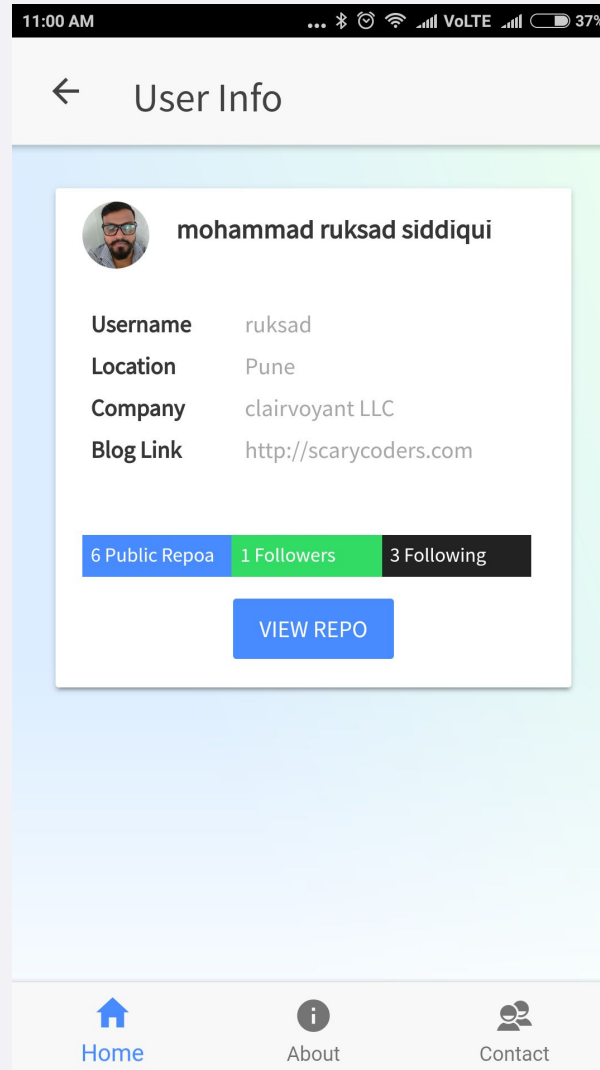 11:00 AM ... VoLTE 37%
User Info
mohammad ruksad siddiqui
Username ruksad
Location Pune
Company clairvoyant LLC
Blog Link http://scarycoders.com
6 Public Repoa 1 Followers 3 Following
VIEW REPO
Home About Contact